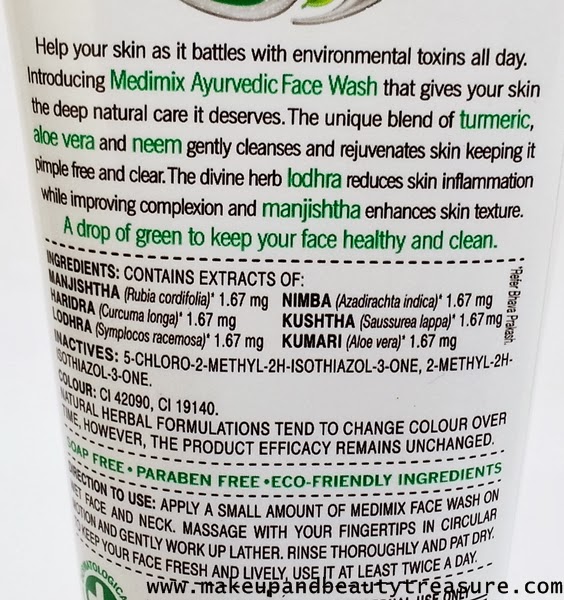 Help your skin as it battles with environmental toxins all day.
Introducing Medimix Ayurvedic Face Wash that gives your skin
the deep natural care it deserves. The unique blend of turmeric,
aloe vera and neem gently cleanses and rejuvenates skin keeping it
pimple free and clear. The divine herb lodhra reduces skin inflammation
while improving complexion and manjishtha enhances skin texture.
A drop of green to keep your face healthy and clean.
INGREDIENTS: CONTAINS EXTRACTS OF:
MANJISHTHA (Rubia cordifolia)* 1.67 mg NIMBA (Azadirachta indica)* 1.67 mg
HARIDRA (Curcuma longa)* 1.67 mg KUSHTHA (Saussurea lappa)* 1.67 mg
LODHRA (Symplocos racemosa)* 1.67 mg KUMARI (Aloe vera)* 1.67 mg
*Refer Bhava Prakash.
INACTIVES: 5-CHLORO-2-METHYL-2H-ISOTHIAZOL-3-ONE, 2-METHYL-2H-
ISOTHIAZOL-3-ONE.
COLOUR: CI 42090, CI 19140.
NATURAL HERBAL FORMULATIONS TEND TO CHANGE COLOUR OVER
TIME, HOWEVER, THE PRODUCT EFFICACY REMAINS UNCHANGED.
SOAP FREE • PARABEN FREE • ECO-FRIENDLY INGREDIENTS
DIRECTION TO USE: APPLY A SMALL AMOUNT OF MEDIMIX FACE WASH ON
WET FACE AND NECK. MASSAGE WITH YOUR FINGERTIPS IN CIRCULAR
MOTION AND GENTLY WORK UP LATHER. RINSE THOROUGHLY AND PAT DRY.
TO KEEP YOUR FACE FRESH AND LIVELY, USE IT AT LEAST TWICE A DAY.
www.makeupandbeautytreasure.com